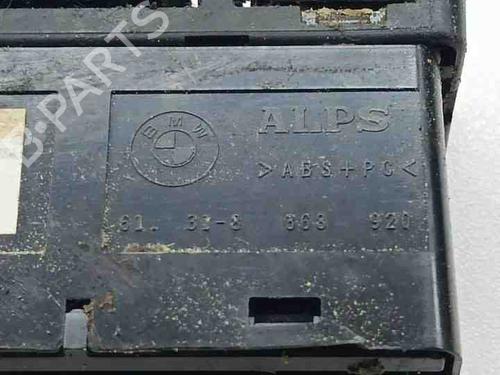 B-PARTS
BMW
ALPS
>ABS+PC<
61. 31-8 363 920